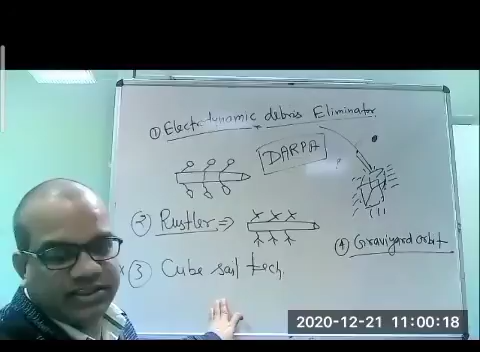 ① Electrodynamic debris Eliminator
DARPA
② Rustler ⇒
④ Graviyard orbit
③ Cube sail tech.
2020-12-21 11:00:18